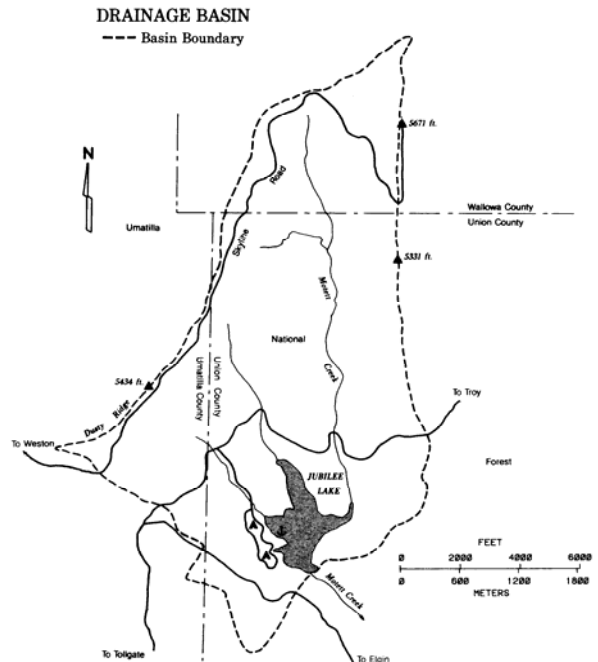 DRAINAGE BASIN
Basin Boundary
5671 ft.
N
Road
Wallowa County
Umatilla
Union County
Skyline
5331 ft.
Motett
National
Union County
Umatilla County
5434 ft.
Creek
Dusty Ridge
To Troy
To Weston
Forest
JUBILEE
LAKE
FEET
0 2000 4000 6000
0 600 1200 1800
METERS
Motett Creek
To Tollgate
To Elgin